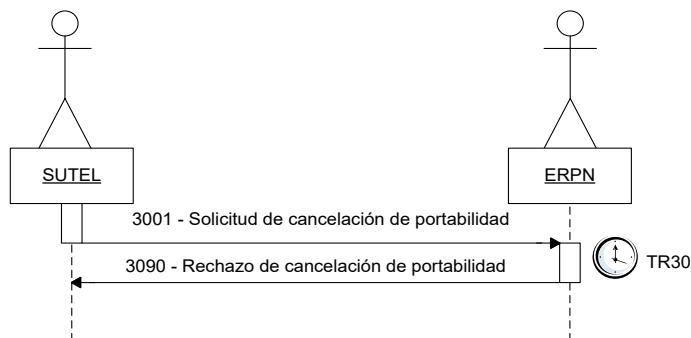 SUTEL
ERPN
3001 - Solicitud de cancelación de portabilidad
3090 - Rechazo de cancelación de portabilidad
TR30